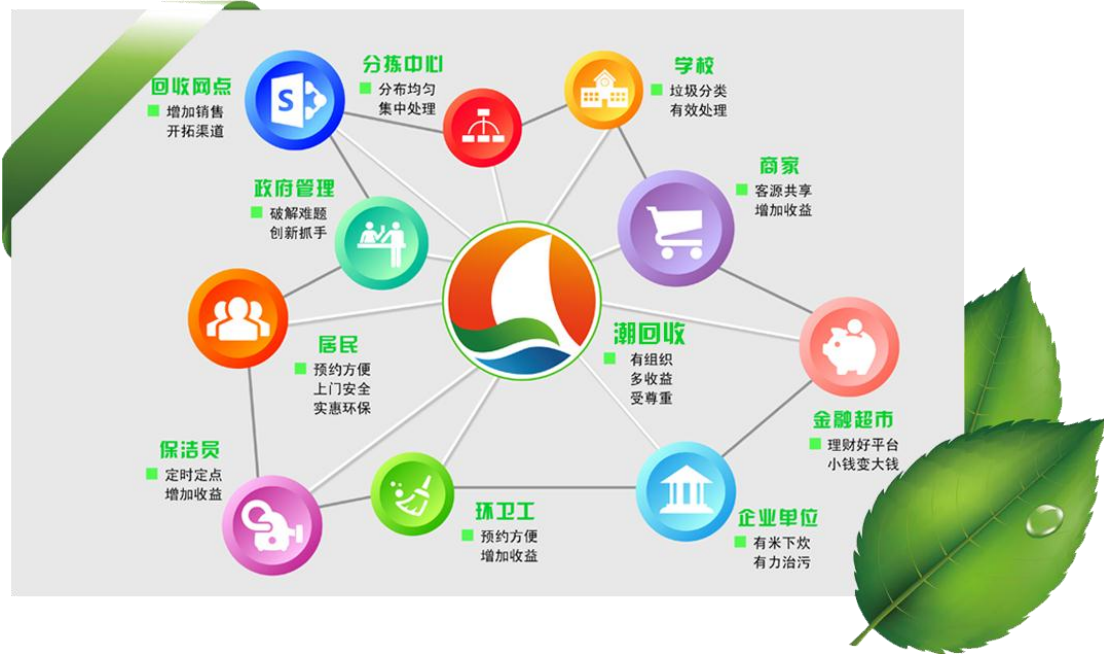 回收网点
增加销售
开拓渠道
分拣中心
分布均匀
集中处理
学校
垃圾分类
有效处理
商家
客源共享
增加收益
政府管理
破解难题
创新抓手
居民
预约方便
上门安全
实惠环保
潮回收
有组织
多收益
受尊重
金融超市
理财好平台
小钱变大钱
保洁员
定时定点
增加收益
环卫工
预约方便
增加收益
企业单位
有米下炊
有力治污
S